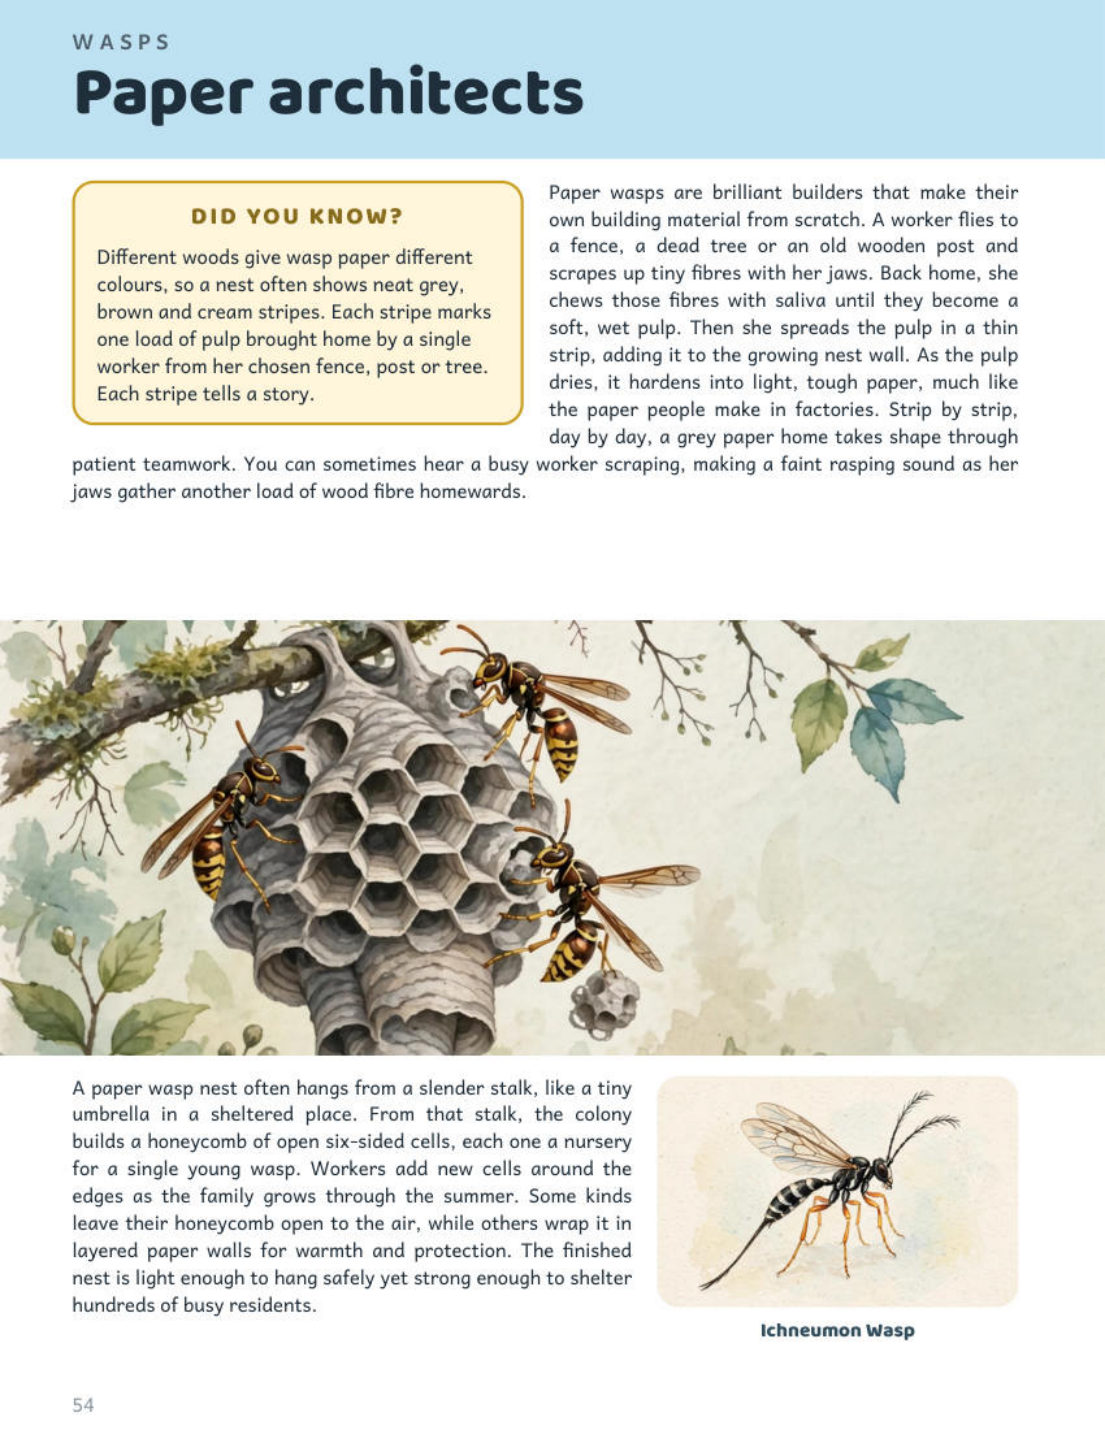 WASPS
Paper architects
DID YOU KNOW?
Different woods give wasp paper different
colours, so a nest often shows neat grey,
brown and cream stripes. Each stripe marks
one load of pulp brought home by a single
worker from her chosen fence, post or tree.
Each stripe tells a story.
Paper wasps are brilliant builders that make their
own building material from scratch. A worker flies to
a fence, a dead tree or an old wooden post and
scrapes up tiny fibres with her jaws. Back home, she
chews those fibres with saliva until they become a
soft, wet pulp. Then she spreads the pulp in a thin
strip, adding it to the growing nest wall. As the pulp
dries, it hardens into light, tough paper, much like
the paper people make in factories. Strip by strip,
day by day, a grey paper home takes shape through
patient teamwork. You can sometimes hear a busy worker scraping, making a faint rasping sound as her
jaws gather another load of wood fibre homewards.
A paper wasp nest often hangs from a slender stalk, like a tiny
umbrella in a sheltered place. From that stalk, the colony
builds a honeycomb of open six-sided cells, each one a nursery
for a single young wasp. Workers add new cells around the
edges as the family grows through the summer. Some kinds
leave their honeycomb open to the air, while others wrap it in
layered paper walls for warmth and protection. The finished
nest is light enough to hang safely yet strong enough to shelter
hundreds of busy residents.
Ichneumon Wasp
54